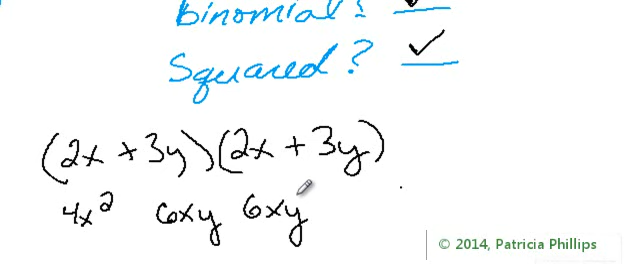 Binomial? ✓
Squared? ✓
(2x + 3y)(2x + 3y)
4x² 6xy 6xy
© 2014, Patricia Phillips